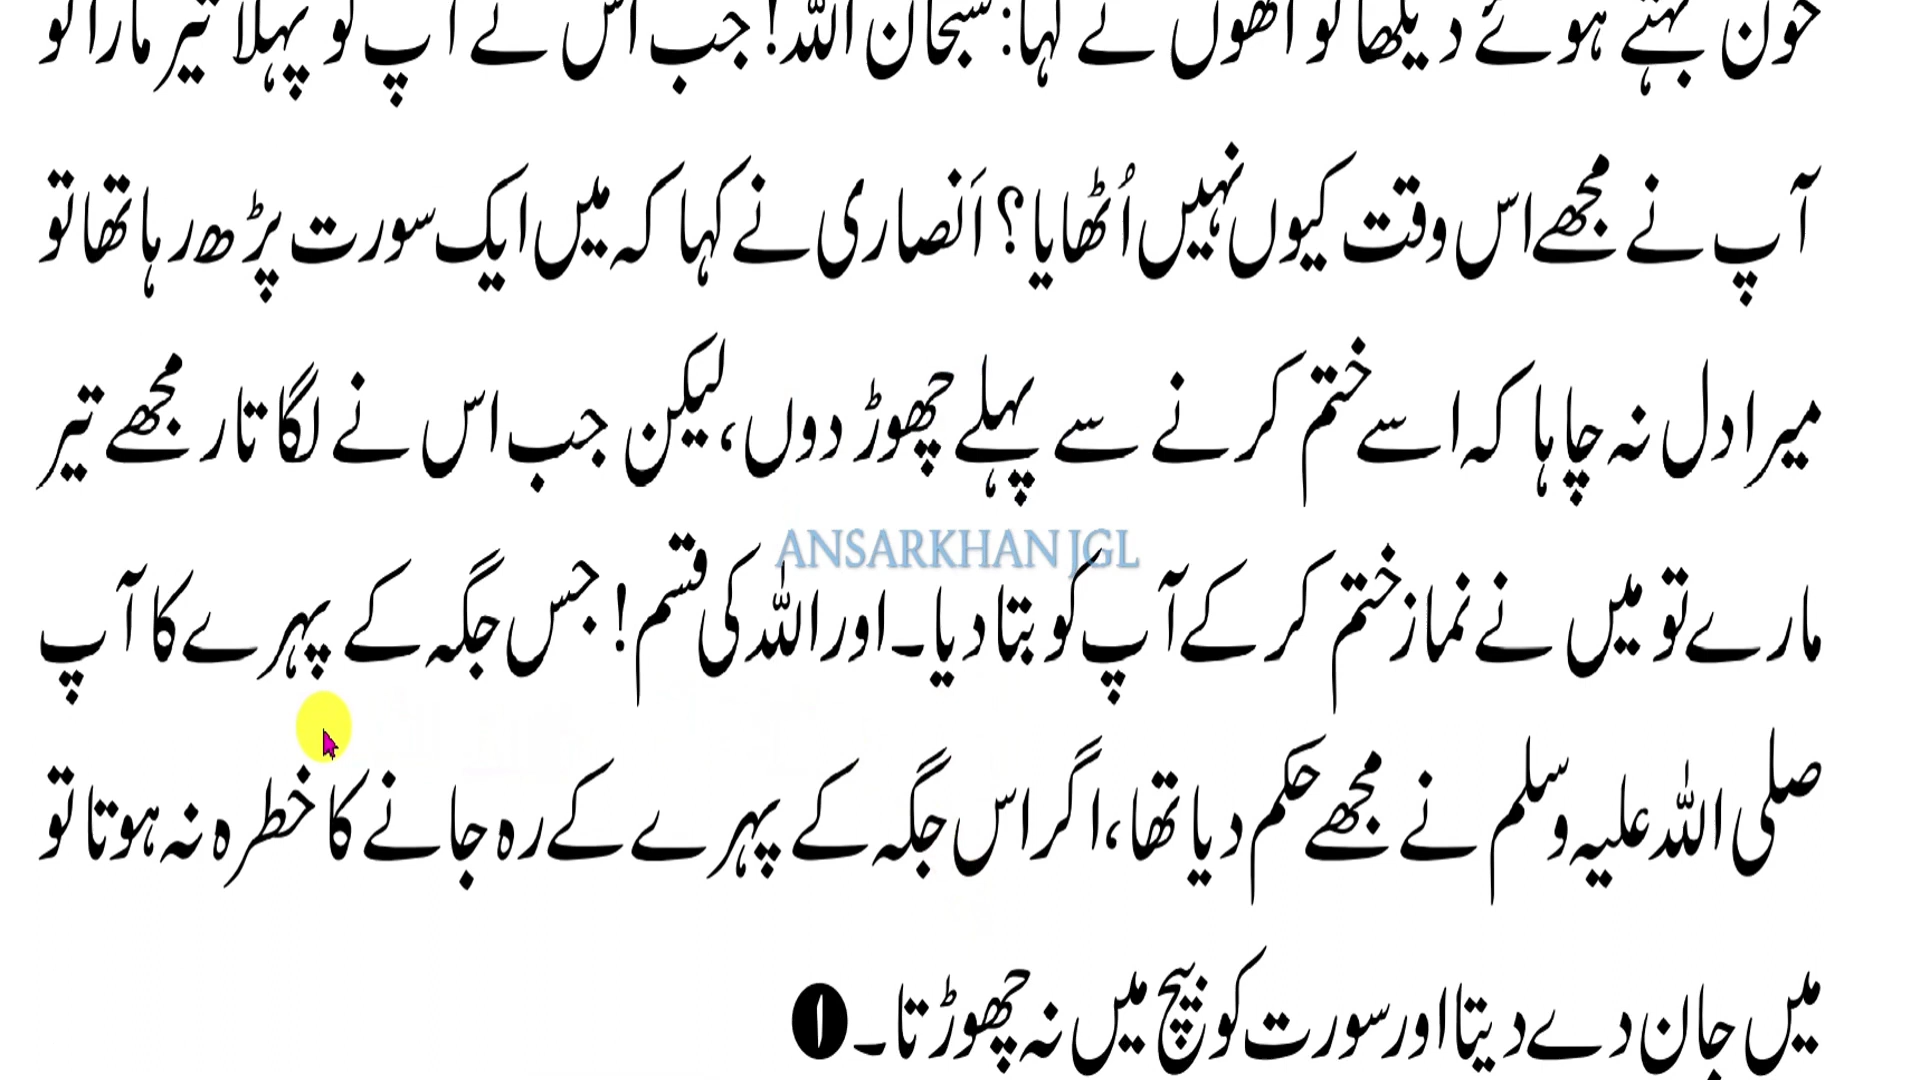 خون بہتے ہوئے دیکھا تو انھوں نے کہا: سبحان اللہ! جب اس نے آپ کو پہلا تیر مارا تو
آپ نے مجھے اس وقت کیوں نہیں اُٹھایا؟ اَنصاری نے کہا کہ میں ایک سورت پڑھ رہا تھا تو
میرا دل نہ چاہا کہ اسے ختم کرنے سے پہلے چھوڑ دوں، لیکن جب اس نے لگاتار مجھے تیر
ANSARKHAN JGL
مارے تو میں نے نماز ختم کر کے آپ کو بتا دیا۔ اور اللہ کی قسم! جس جگہ کے پہرے کا آپ
صلی اللہ علیہ وسلم نے مجھے حکم دیا تھا، اگر اس جگہ کے پہرے کے رہ جانے کا خطرہ نہ ہوتا تو
میں جان دے دیتا اور سورت کو بیچ میں نہ چھوڑتا۔ ١